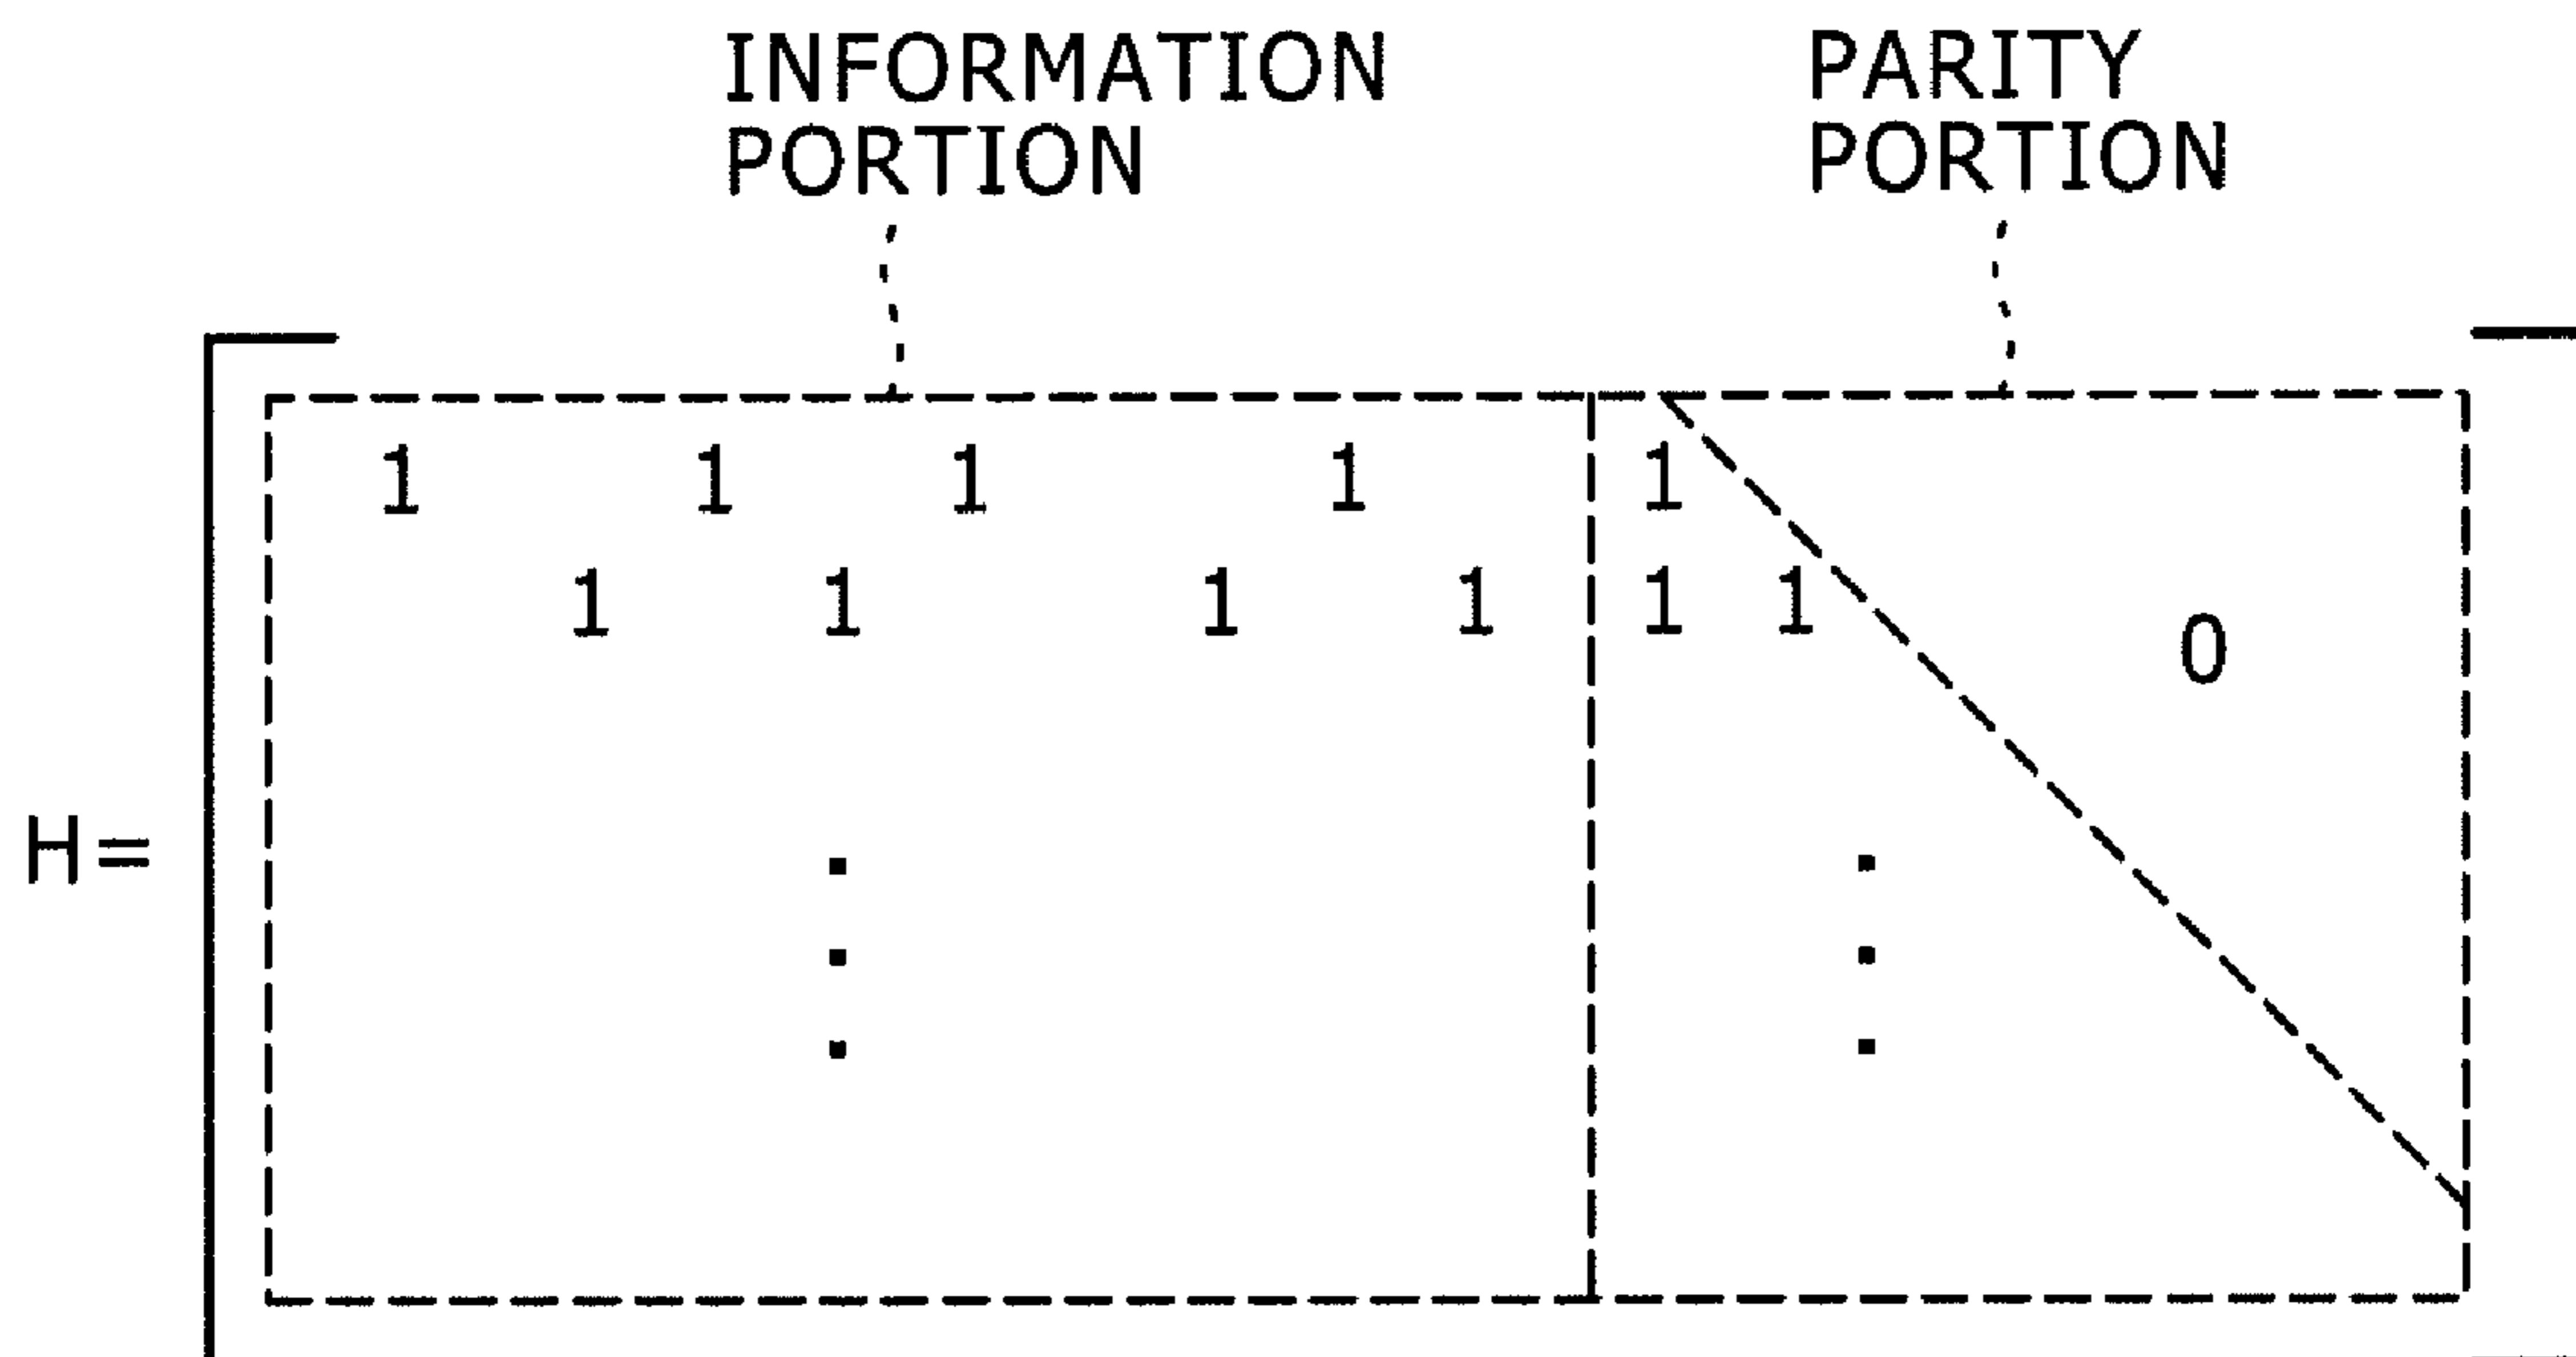 INFORMATION
PORTION
PARITY
PORTION
1 1 1 1 1
1 1 1 1 1 1
0
H=